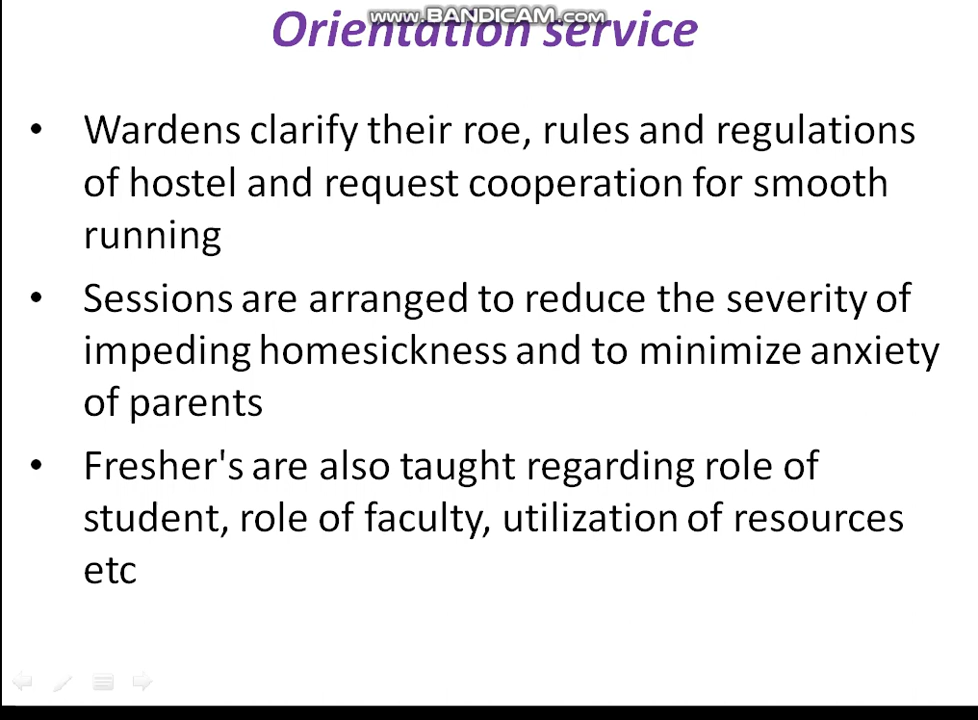 www.BANDICAM.com
Orientation service
• Wardens clarify their roe, rules and regulations
of hostel and request cooperation for smooth
running
• Sessions are arranged to reduce the severity of
impeding homesickness and to minimize anxiety
of parents
• Fresher's are also taught regarding role of
student, role of faculty, utilization of resources
etc